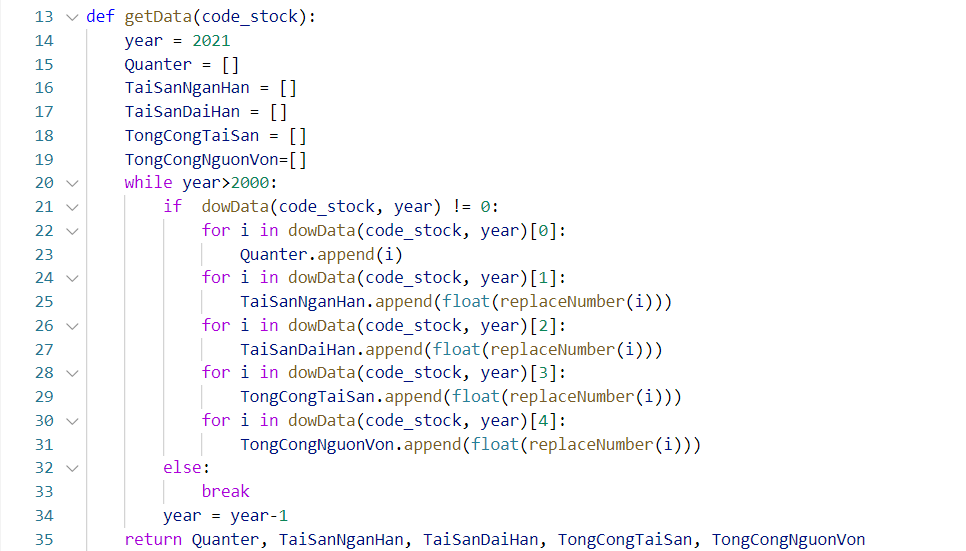 13 def getData(code_stock):
14     year = 2021
15     Quanter = []
16     TaiSanNganHan = []
17     TaiSanDaiHan = []
18     TongCongTaiSan = []
19     TongCongNguonVon=[]
20     while year>2000:
21         if  dowData(code_stock, year) != 0:
22             for i in dowData(code_stock, year)[0]:
23                 Quanter.append(i)
24             for i in dowData(code_stock, year)[1]:
25                 TaiSanNganHan.append(float(replaceNumber(i)))
26             for i in dowData(code_stock, year)[2]:
27                 TaiSanDaiHan.append(float(replaceNumber(i)))
28             for i in dowData(code_stock, year)[3]:
29                 TongCongTaiSan.append(float(replaceNumber(i)))
30             for i in dowData(code_stock, year)[4]:
31                 TongCongNguonVon.append(float(replaceNumber(i)))
32         else:
33             break
34         year = year-1
35     return Quanter, TaiSanNganHan, TaiSanDaiHan, TongCongTaiSan, TongCongNguonVon